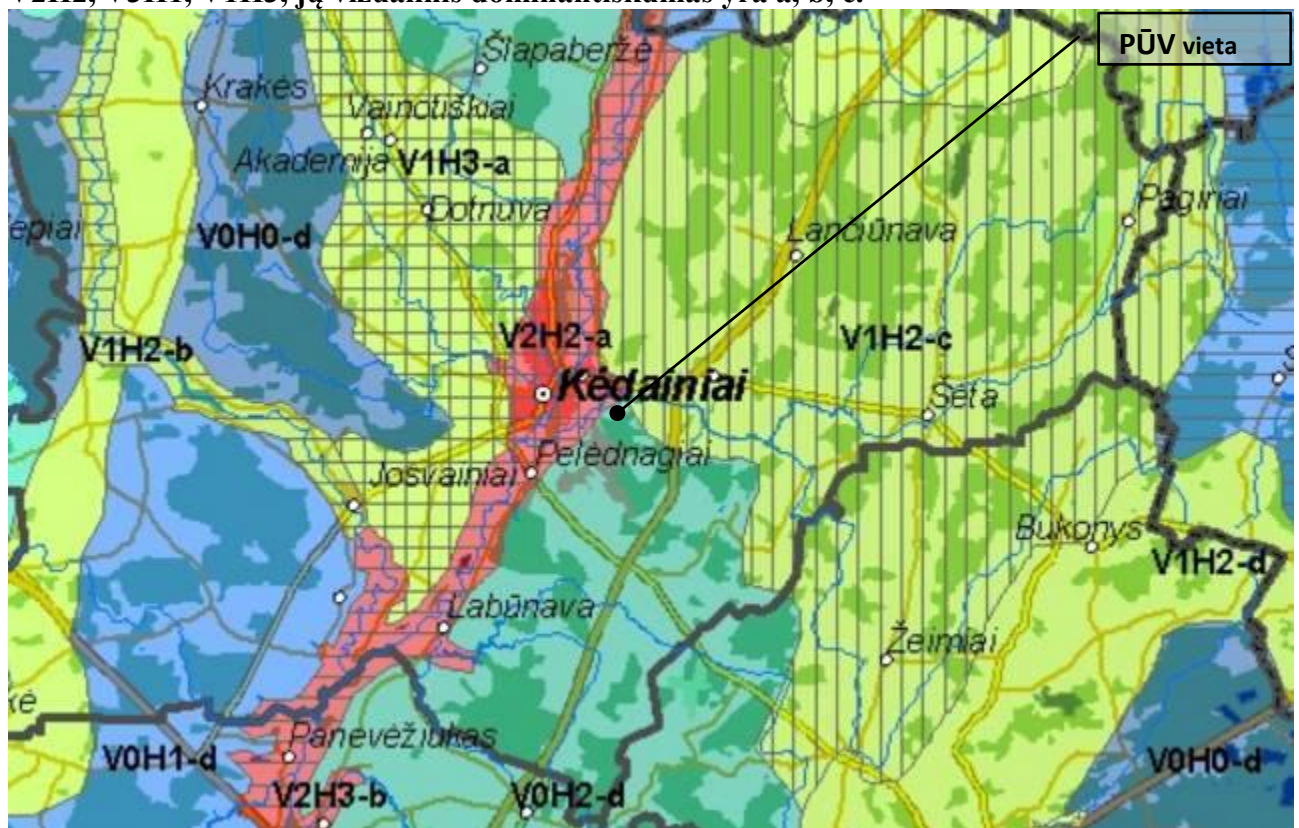 V2H2, V3H1, V1H3, jų vizualinis dominantiškumas yra a, b, c.
PŪV vieta
Šlapaberžė
Krakės
Vainotiškiai
Akademija
V1H3-a
Dotnuva
Pagiriai
epiai
V0H0-d
Lančiūnava
V1H2-b
V2H2-a
V1H2-c
Kėdainiai
Šėta
Š
Josvainiai
Pelėdnagiai
Bukonys
V1H2-d
Labūnava
Žeimiai
kė
Panevėžiukas
V0H1-d
V0H0-d
V2H3-b
V0H2-d